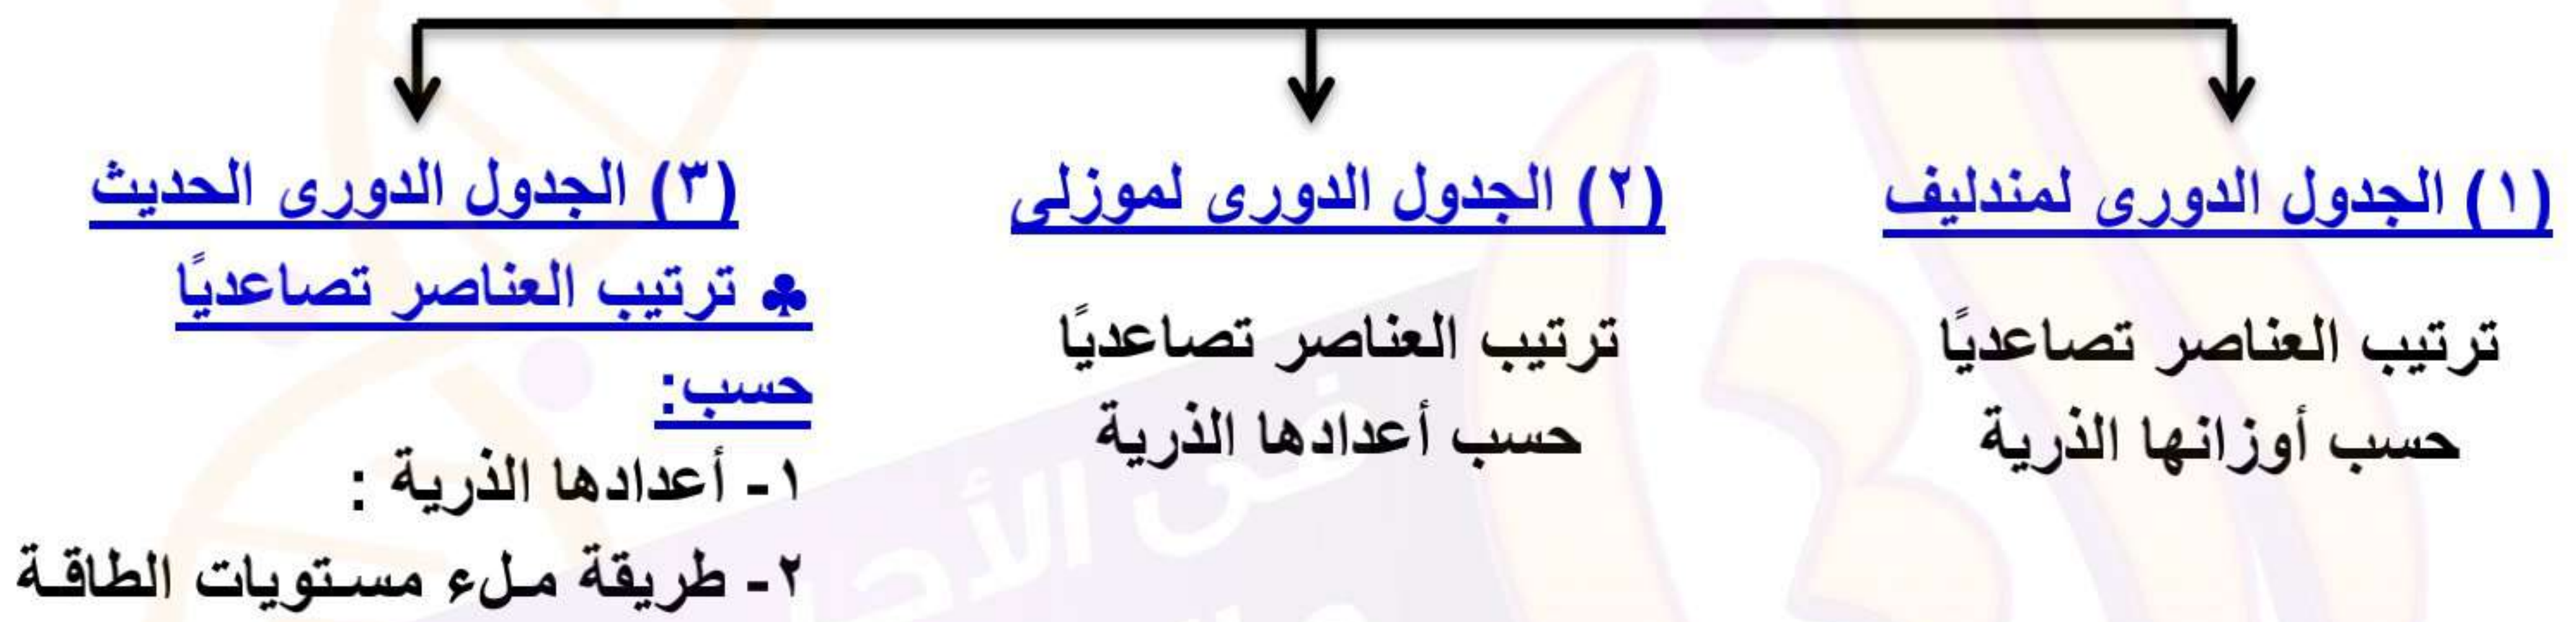 (١) الجدول الدورى لمندليف
ترتيب العناصر تصاعديًا
حسب أوزانها الذرية
(٢) الجدول الدورى لموزلى
ترتيب العناصر تصاعديًا
حسب أعدادها الذرية
(٣) الجدول الدورى الحديث
♣ ترتيب العناصر تصاعديًا
حسب:
١- أعدادها الذرية :
٢- طريقة ملء مستويات الطاقة
فى